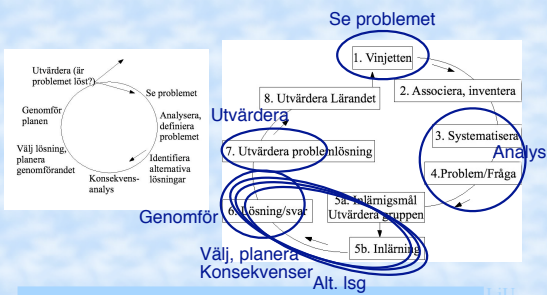 Se problemet
Utvärdera (är
problemet löst?)
Se problemet
Analysera,
definiera
problemet
Identifiera
alternativa
lösningar
Konsekvens-
analys
Välj lösning,
planera
genomförandet
Genomför
planen
1. Vinjetten
2. Associera, inventera
3. Systematisera
Analys
4.Problem/Fråga
5a. Inlärnigsmål
Utvärdera gruppen
5b. Inlärning
6. Lösning/svar
7. Utvärdera problemlösning
8. Utvärdera Lärandet
Utvärdera
Genomför
Välj, planera
Konsekvenser
Alt. lsg